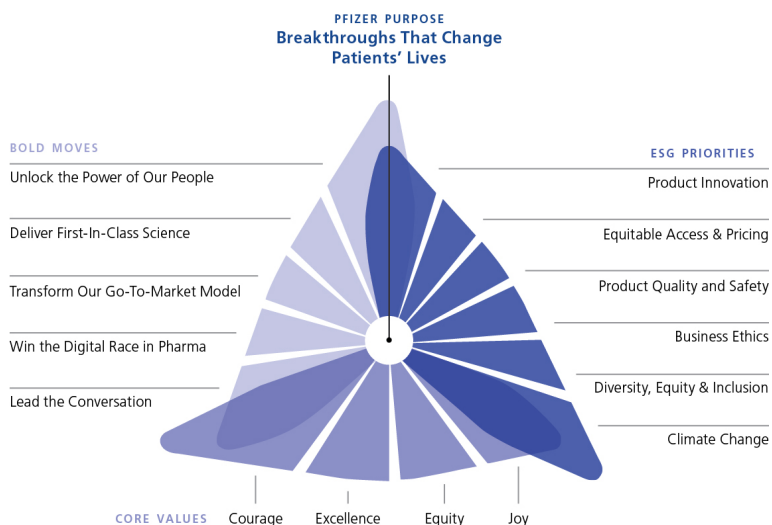 PFIZER PURPOSE
Breakthroughs That Change
Patients’ Lives
BOLD MOVES
Unlock the Power of Our People
Deliver First-In-Class Science
Transform Our Go-To-Market Model
Win the Digital Race in Pharma
Lead the Conversation
ESG PRIORITIES
Product Innovation
Equitable Access & Pricing
Product Quality and Safety
Business Ethics
Diversity, Equity & Inclusion
Climate Change
CORE VALUES
Courage
Excellence
Equity
Joy